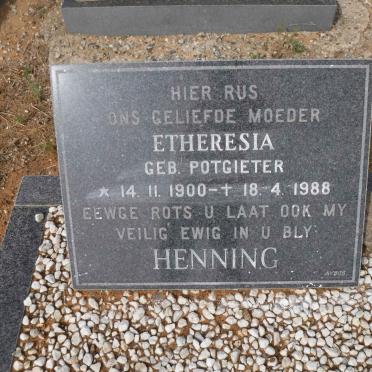 HIER RUS
ONS GELIEFDE MOEDER
ETHERESIA
GEB. POTGIETER
* 14. 11. 1900 - + 18. 4. 1988
EEWGE ROTS U LAAT OOK MY
VEILIG EWIG IN U BLY
HENNING